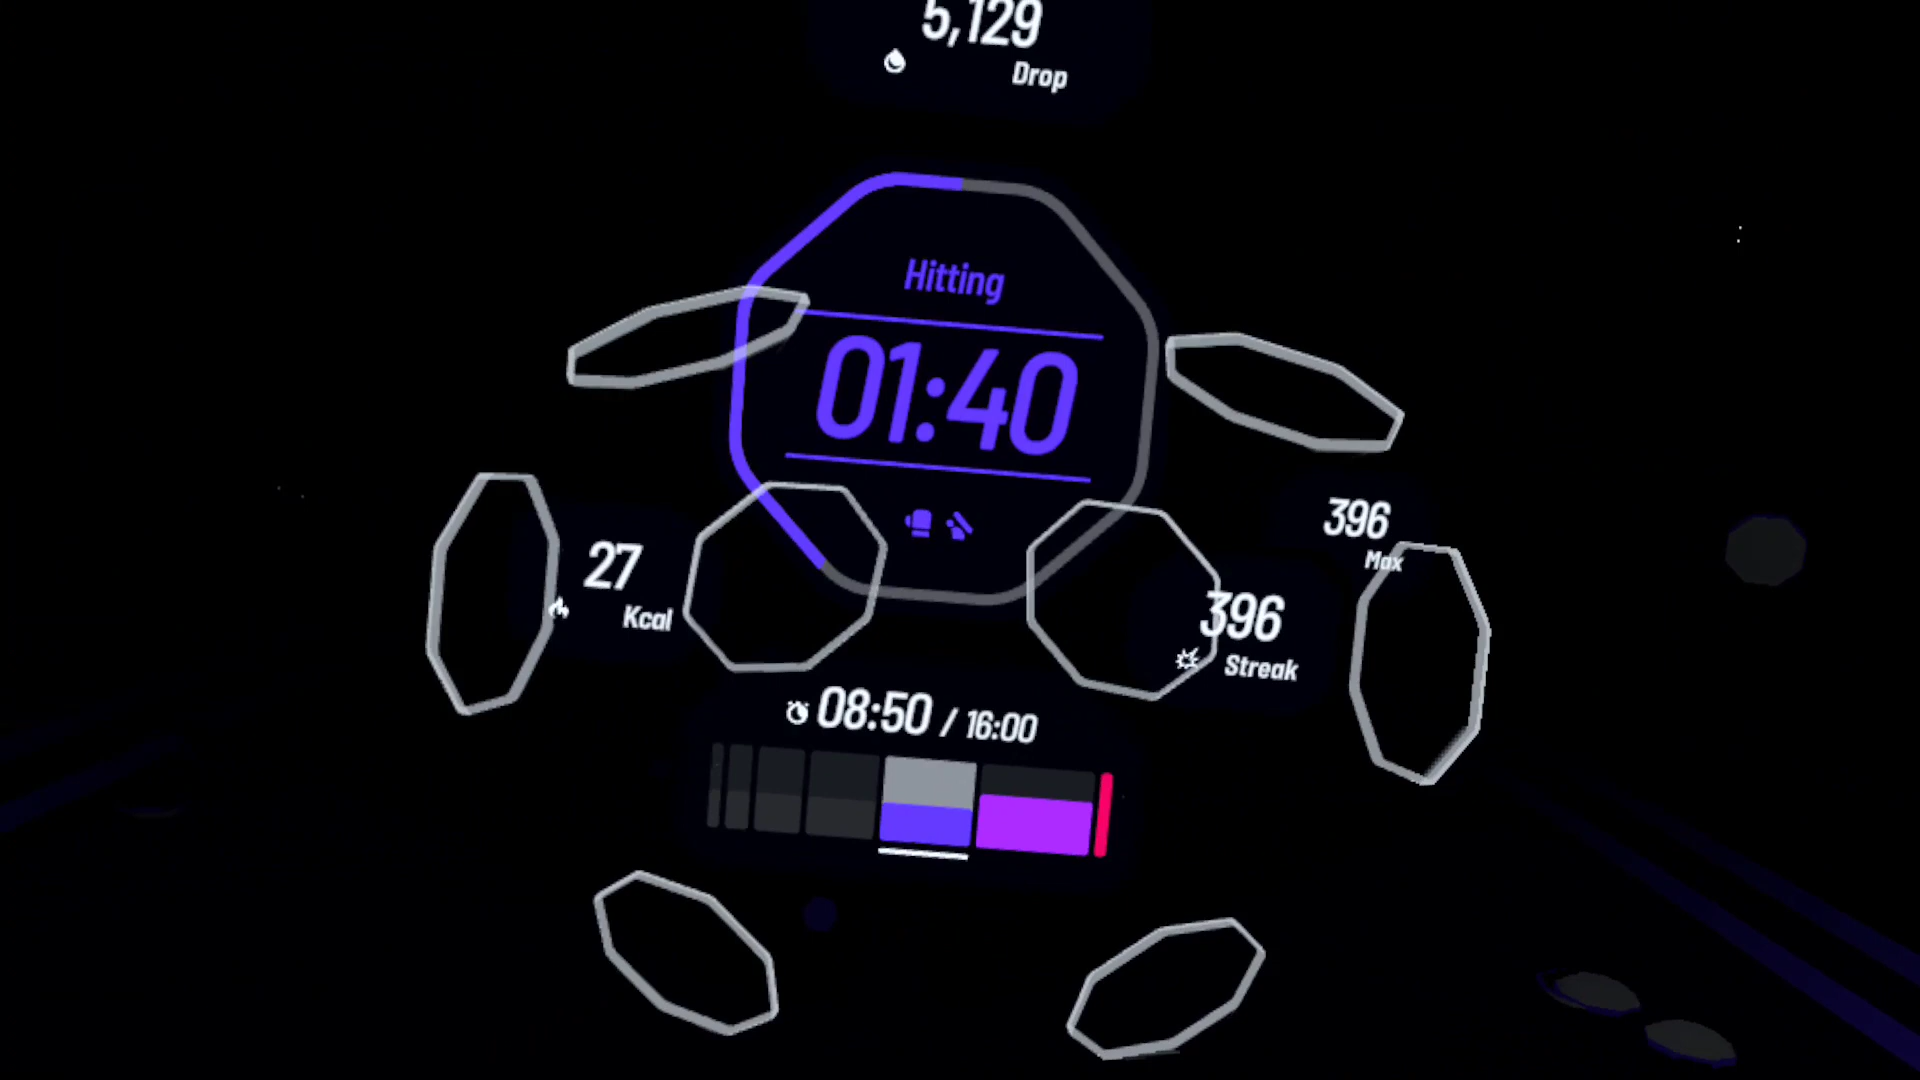 5,129
Drop
Hitting
01:40
396
Max
27
Kcal
396
Streak
08:50 / 16:00